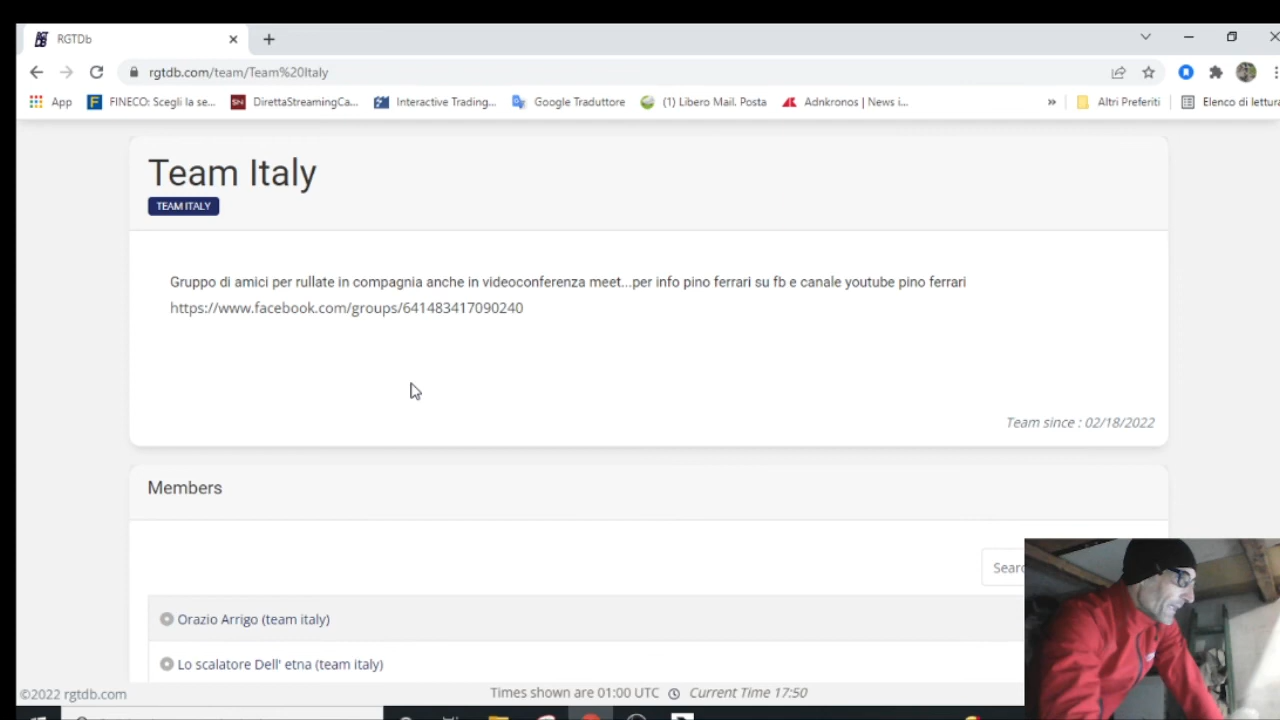 RGTDb
rgtdb.com/team/Team%20Italy
App
FINECO: Scegli la se...
SN
DirettaStreamingCa...
Interactive Trading...
Google Traduttore
(1) Libero Mail. Posta
Adnkronos | News i...
»
Altri Preferiti
Elenco di lettura
Team Italy
TEAM ITALY
Gruppo di amici per rullate in compagnia anche in videoconferenza meet...per info pino ferrari su fb e canale youtube pino ferrari
https://www.facebook.com/groups/641483417090240
Team since : 02/18/2022
Members
Orazio Arrigo (team italy)
Lo scalatore Dell' etna (team italy)
©2022 rgtdb.com
Times shown are 01:00 UTC
Current Time 17:50